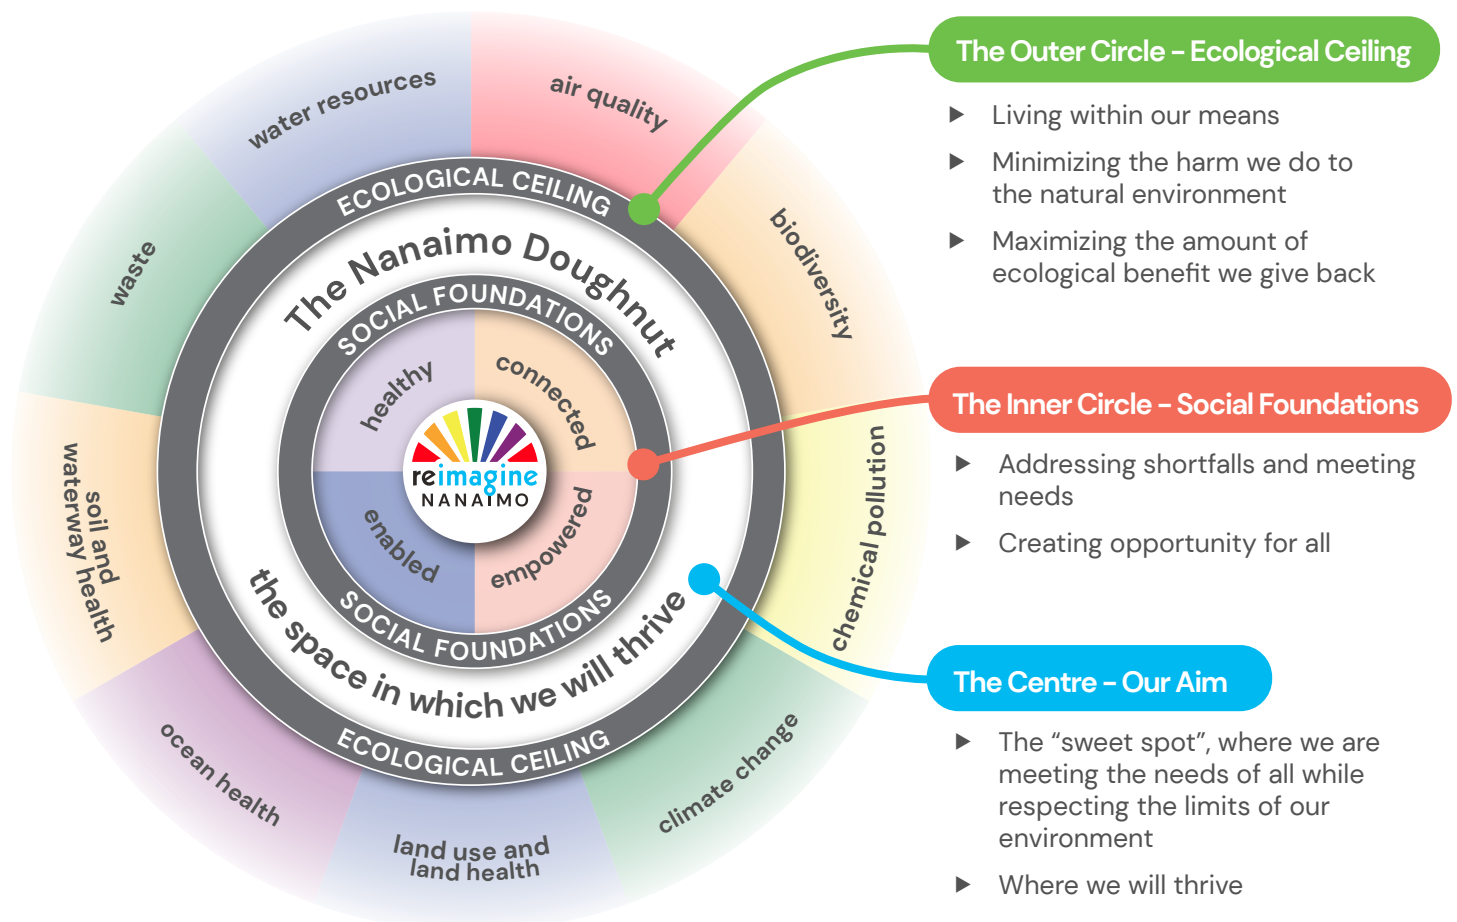 water resources
air quality
biodiversity
chemical pollution
climate change
land use and
land health
ocean health
soil and
waterway health
waste
ECOLOGICAL CEILING
The Nanaimo Doughnut
SOCIAL FOUNDATIONS
healthy
connected
reimagine
NANAIMO
enabled
empowered
SOCIAL FOUNDATIONS
the space in which we will thrive
ECOLOGICAL CEILING
The Outer Circle – Ecological Ceiling
▶ Living within our means
▶ Minimizing the harm we do to
the natural environment
▶ Maximizing the amount of
ecological benefit we give back
The Inner Circle – Social Foundations
▶ Addressing shortfalls and meeting
needs
▶ Creating opportunity for all
The Centre – Our Aim
▶ The “sweet spot”, where we are
meeting the needs of all while
respecting the limits of our
environment
▶ Where we will thrive